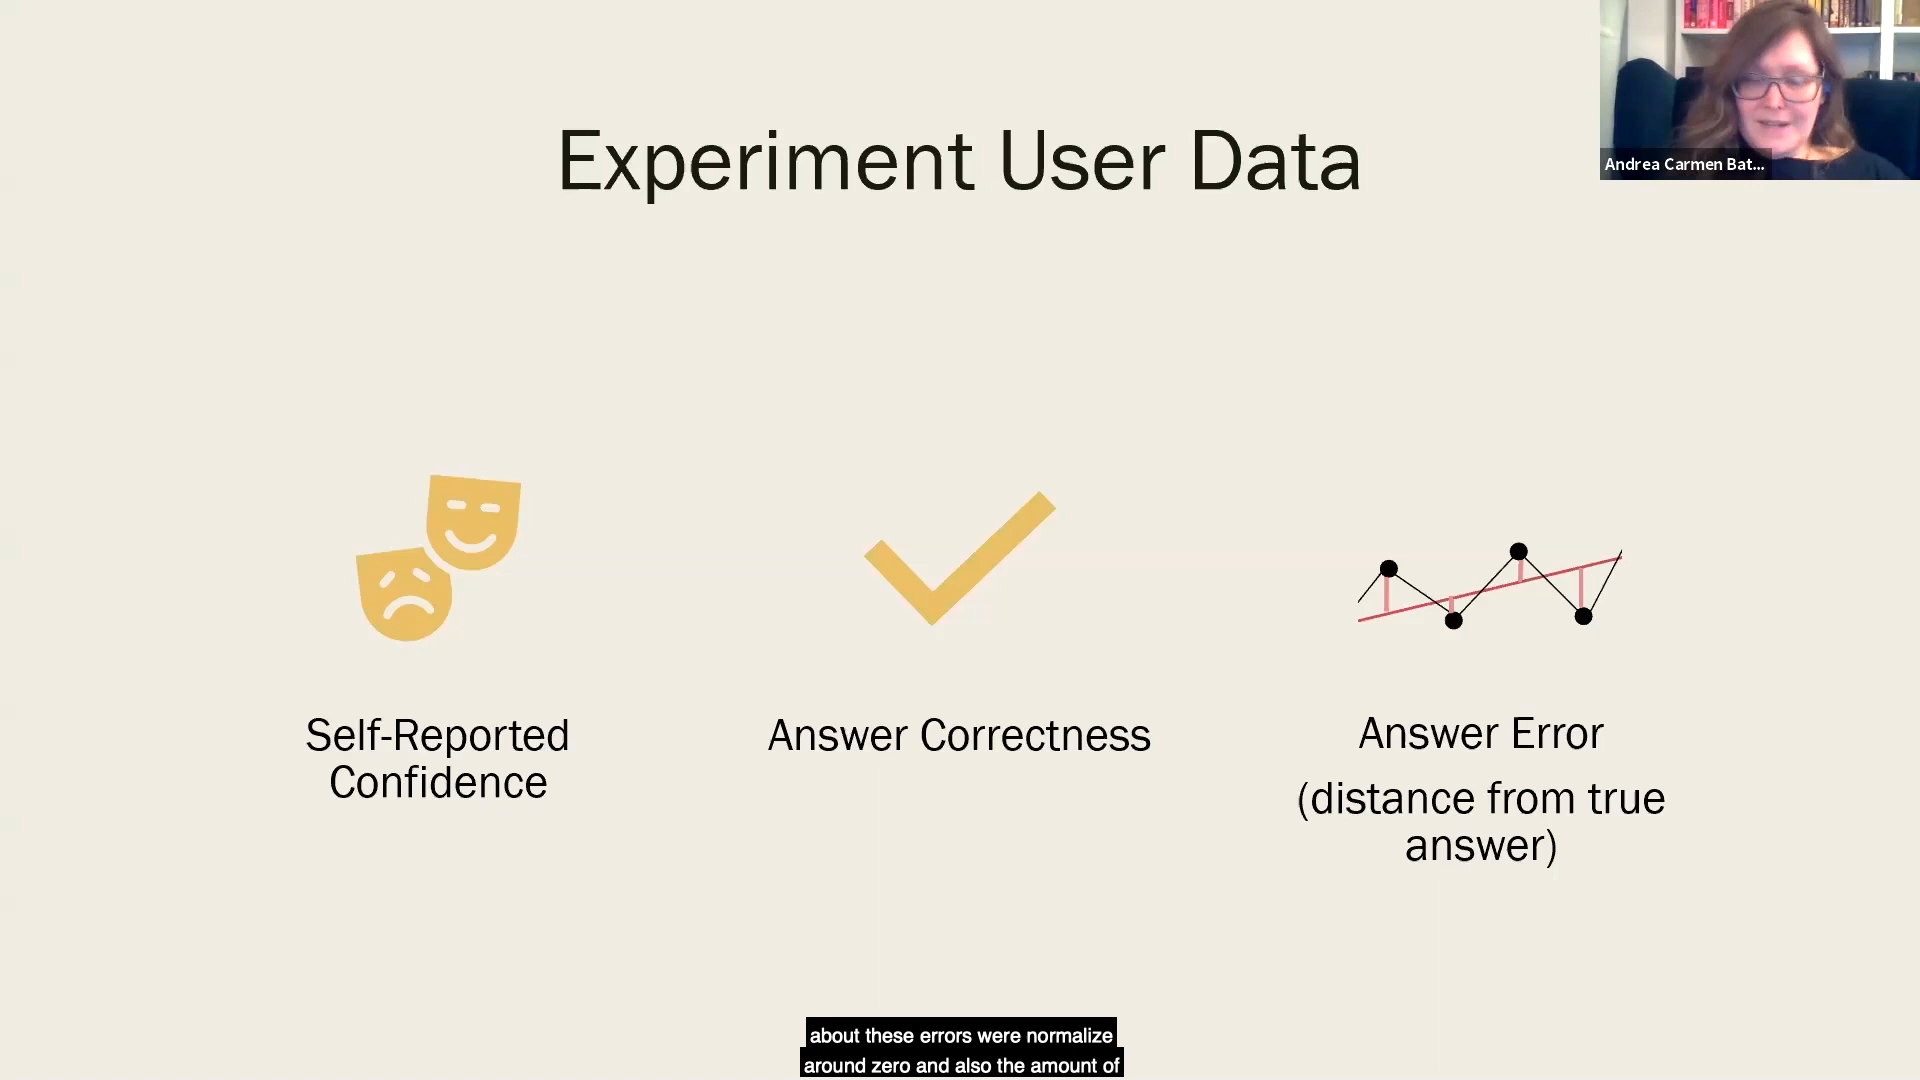 Experiment User Data
Andrea Carmen Bat...
Self-Reported
Confidence
Answer Correctness
Answer Error
(distance from true
answer)
about these errors were normalize
around zero and also the amount of